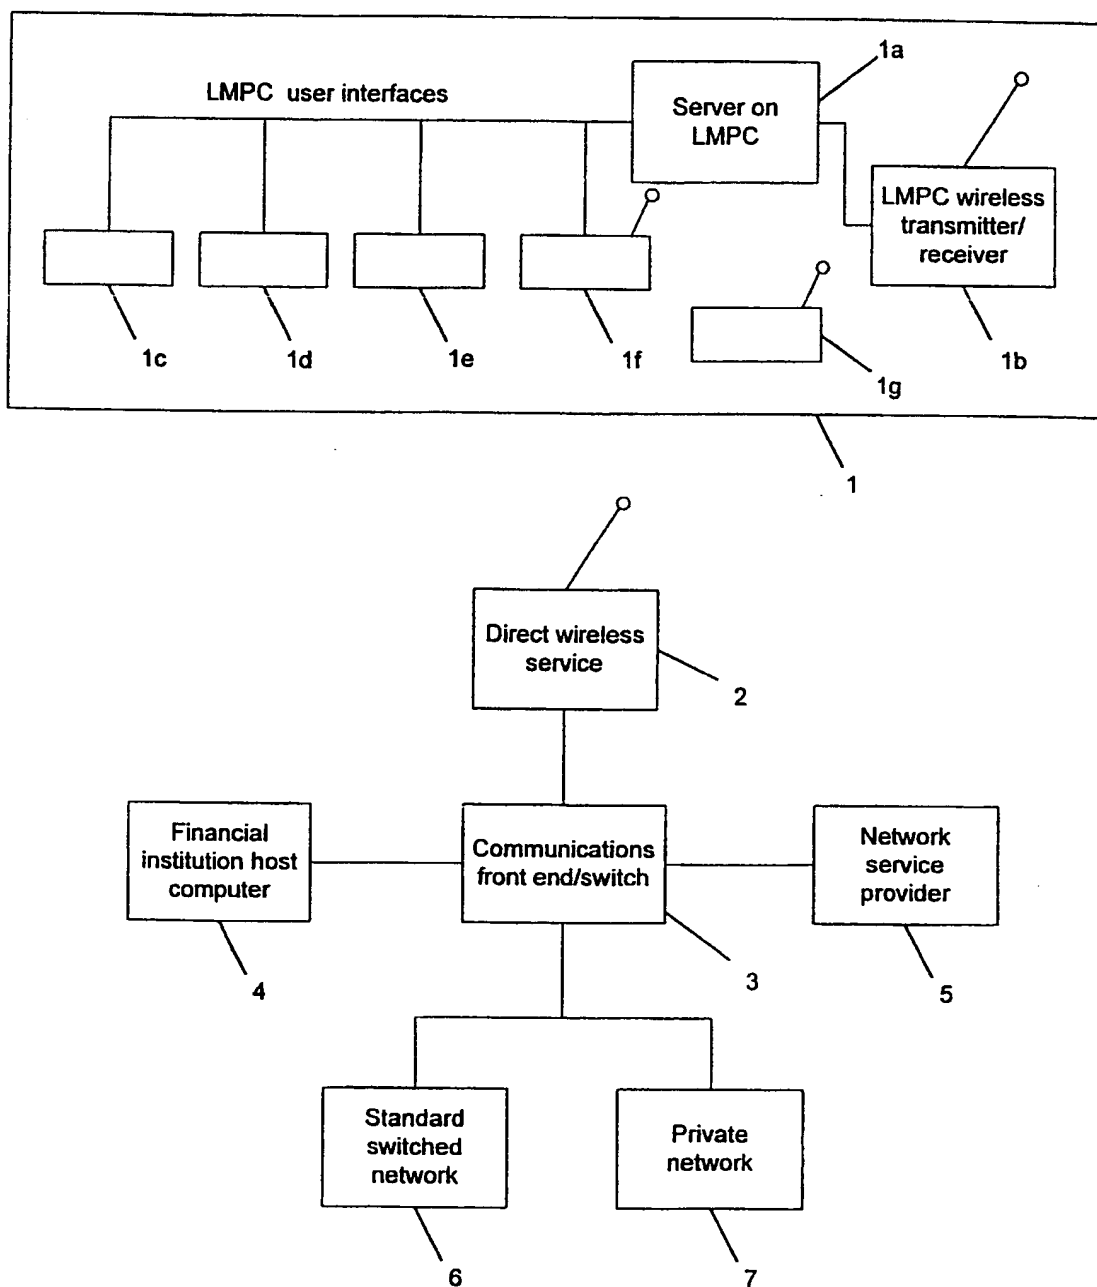 1a
LMPC user interfaces
Server on
LMPC
LMPC wireless
transmitter/
receiver
1c
1d
1e
1f
1g
1b
1
Direct wireless
service
2
Financial
institution host
computer
Communications
front end/switch
Network
service
provider
4
3
5
Standard
switched
network
Private
network
6
7